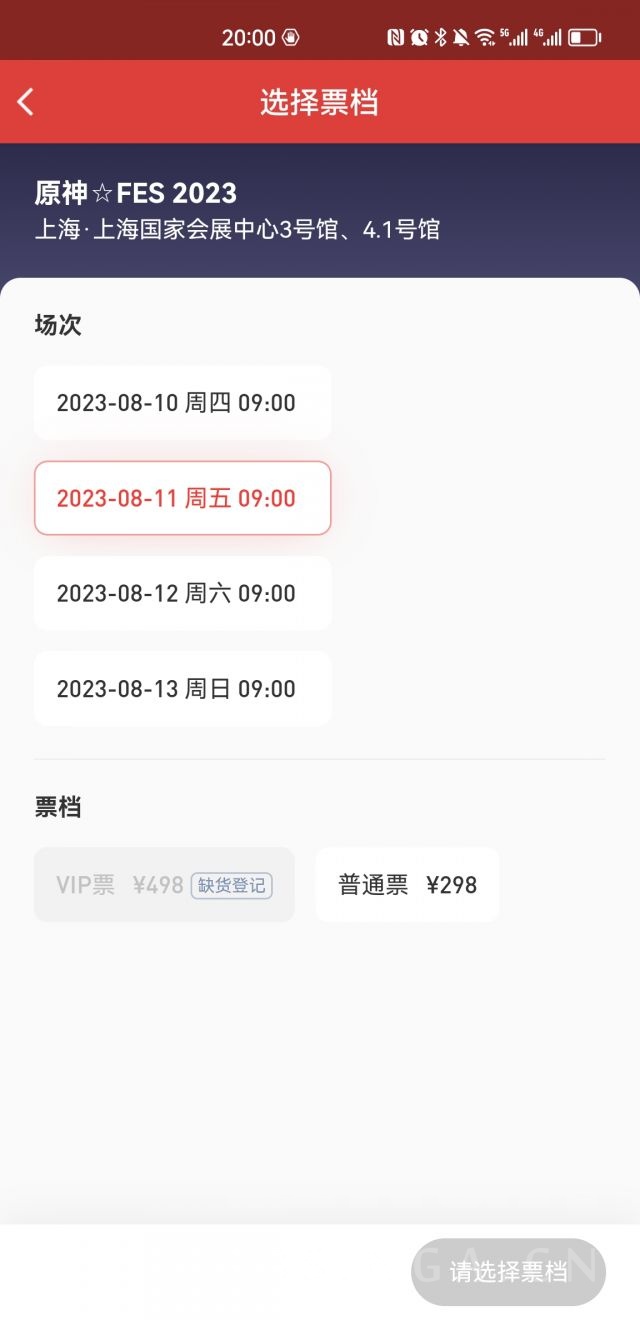 20:00
5G
4G
选择票档
原神☆FES 2023
上海·上海国家会展中心3号馆、4.1号馆
场次
2023-08-10 周四 09:00
2023-08-11 周五 09:00
2023-08-12 周六 09:00
2023-08-13 周日 09:00
票档
VIP票 ¥498 缺货登记
普通票 ¥298
请选择票档